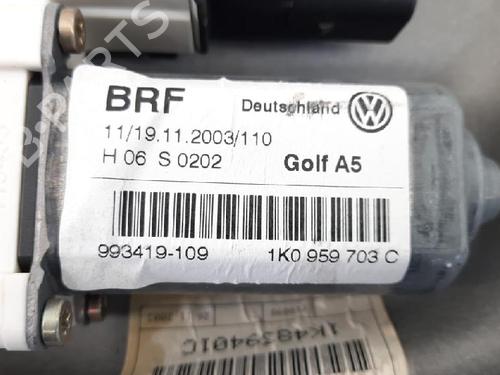 BRF Deutschland
11/19.11.2003/110
H 06 S 0202 Golf A5
993419-109 1K0 959 703 C
1K4839401C